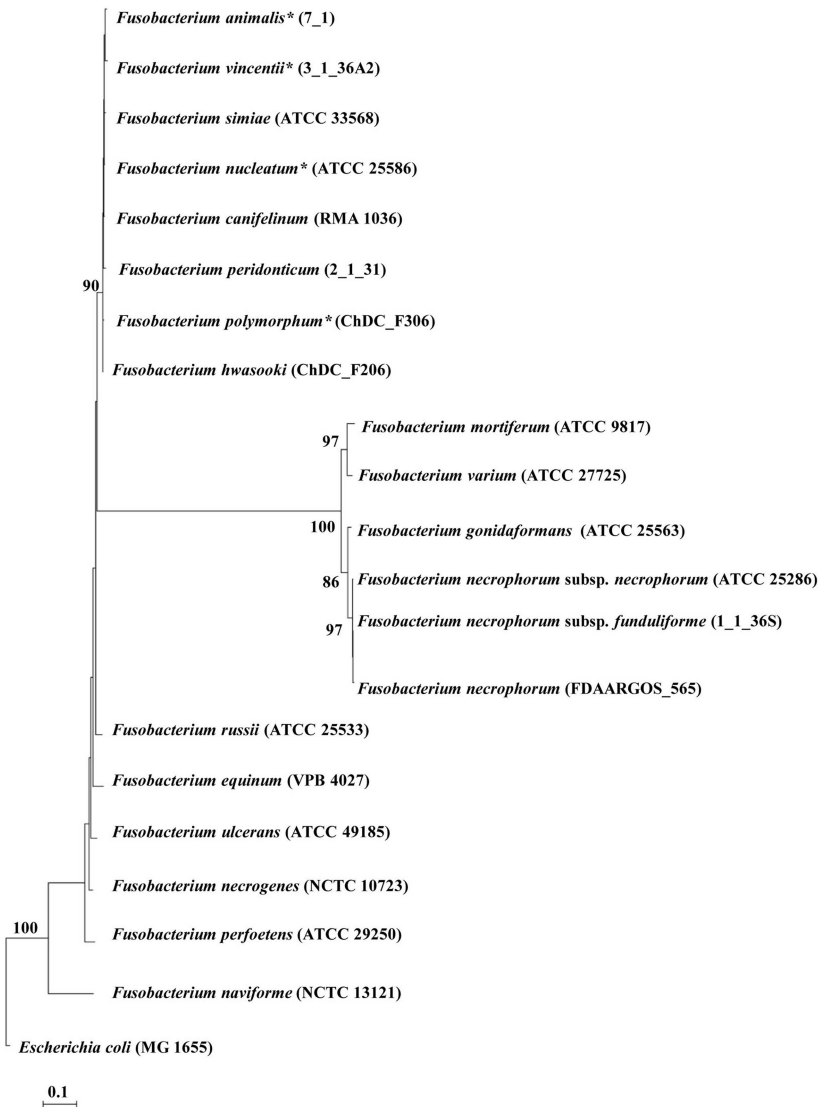 Fusobacterium animalis* (7_1)
Fusobacterium vincentii* (3_1_36A2)
Fusobacterium simiae (ATCC 33568)
Fusobacterium nucleatum* (ATCC 25586)
Fusobacterium canifelinum (RMA 1036)
Fusobacterium peridonticum (2_1_31)
90
Fusobacterium polymorphum* (ChDC_F306)
Fusobacterium hwasooki (ChDC_F206)
Fusobacterium mortiferum (ATCC 9817)
97
Fusobacterium varium (ATCC 27725)
100
Fusobacterium gonidaformans (ATCC 25563)
86
Fusobacterium necrophorum subsp. necrophorum (ATCC 25286)
Fusobacterium necrophorum subsp. funduliforme (1_1_36S)
97
Fusobacterium necrophorum (FDAARGOS_565)
Fusobacterium russii (ATCC 25533)
Fusobacterium equinum (VPB 4027)
Fusobacterium ulcerans (ATCC 49185)
Fusobacterium necrogenes (NCTC 10723)
Fusobacterium perfoetens (ATCC 29250)
100
Fusobacterium naviforme (NCTC 13121)
Escherichia coli (MG 1655)
0.1